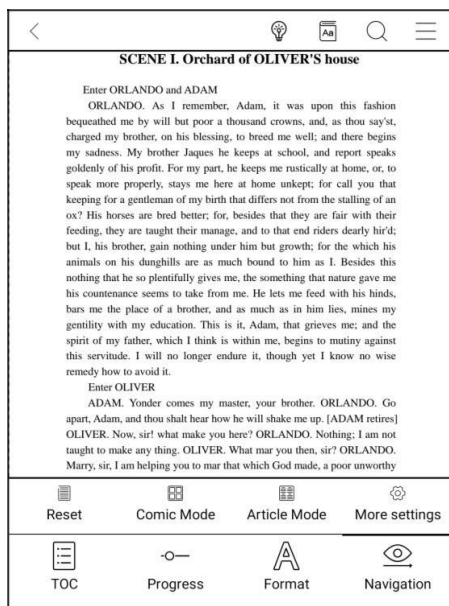 Aa
SCENE I. Orchard of OLIVER'S house
Enter ORLANDO and ADAM
ORLANDO. As I remember, Adam, it was upon this fashion
bequeathed me by will but poor a thousand crowns, and, as thou say'st,
charged my brother, on his blessing, to breed me well; and there begins
my sadness. My brother Jaques he keeps at school, and report speaks
goldenly of his profit. For my part, he keeps me rustically at home, or, to
speak more properly, stays me here at home unkept; for call you that
keeping for a gentleman of my birth that differs not from the stalling of an
ox? His horses are bred better; for, besides that they are fair with their
feeding, they are taught their manage, and to that end riders dearly hir'd;
but I, his brother, gain nothing under him but growth; for the which his
animals on his dunghills are as much bound to him as I. Besides this
nothing that he so plentifully gives me, the something that nature gave me
his countenance seems to take from me. He lets me feed with his hinds,
bars me the place of a brother, and as much as in him lies, mines my
gentility with my education. This is it, Adam, that grieves me; and the
spirit of my father, which I think is within me, begins to mutiny against
this servitude. I will no longer endure it, though yet I know no wise
remedy how to avoid it.
Enter OLIVER
ADAM. Yonder comes my master, your brother. ORLANDO. Go
apart, Adam, and thou shalt hear how he will shake me up. [ADAM retires]
OLIVER. Now, sir! what make you here? ORLANDO. Nothing; I am not
taught to make any thing. OLIVER. What mar you then, sir? ORLANDO.
Marry, sir, I am helping you to mar that which God made, a poor unworthy
Reset Comic Mode Article Mode More settings
TOC Progress Format Navigation